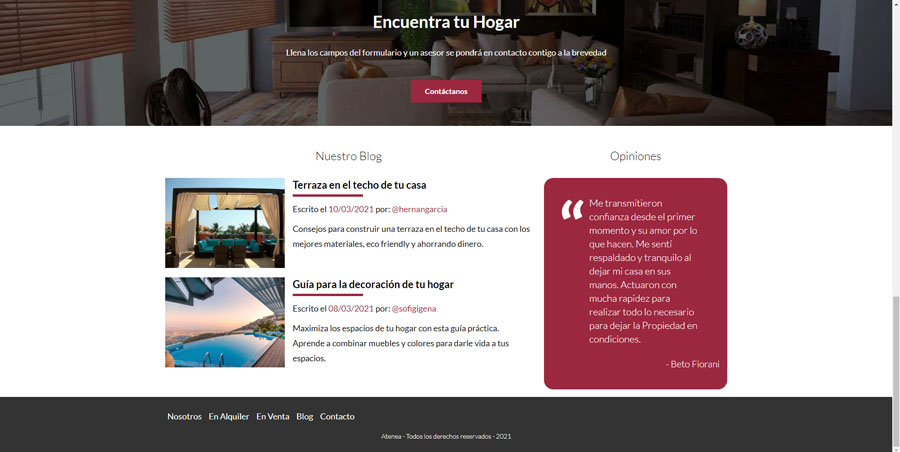 Encuentra tu Hogar
Llena los campos del formulario y un asesor se pondrá en contacto contigo a la brevedad
Contáctanos
Nuestro Blog
Terraza en el techo de tu casa
Escrito el 10/03/2021 por: @hernangarcia
Consejos para construir una terraza en el techo de tu casa con los
mejores materiales, eco friendly y ahorrando dinero.
Guía para la decoración de tu hogar
Escrito el 08/03/2021 por: @sofigigena
Maximiza los espacios de tu hogar con esta guía práctica.
Aprende a combinar muebles y colores para darle vida a tus
espacios.
Opiniones
“
Me transmitieron
confianza desde el primer
momento y su amor por lo
que hacen. Me sentí
respaldado y tranquilo al
dejar mi casa en sus
manos. Actuaron con
mucha rapidez para
realizar todo lo necesario
para dejar la Propiedad en
condiciones.
- Beto Fiorani
Nosotros En Alquiler En Venta Blog Contacto
Atenea - Todos los derechos reservados - 2021